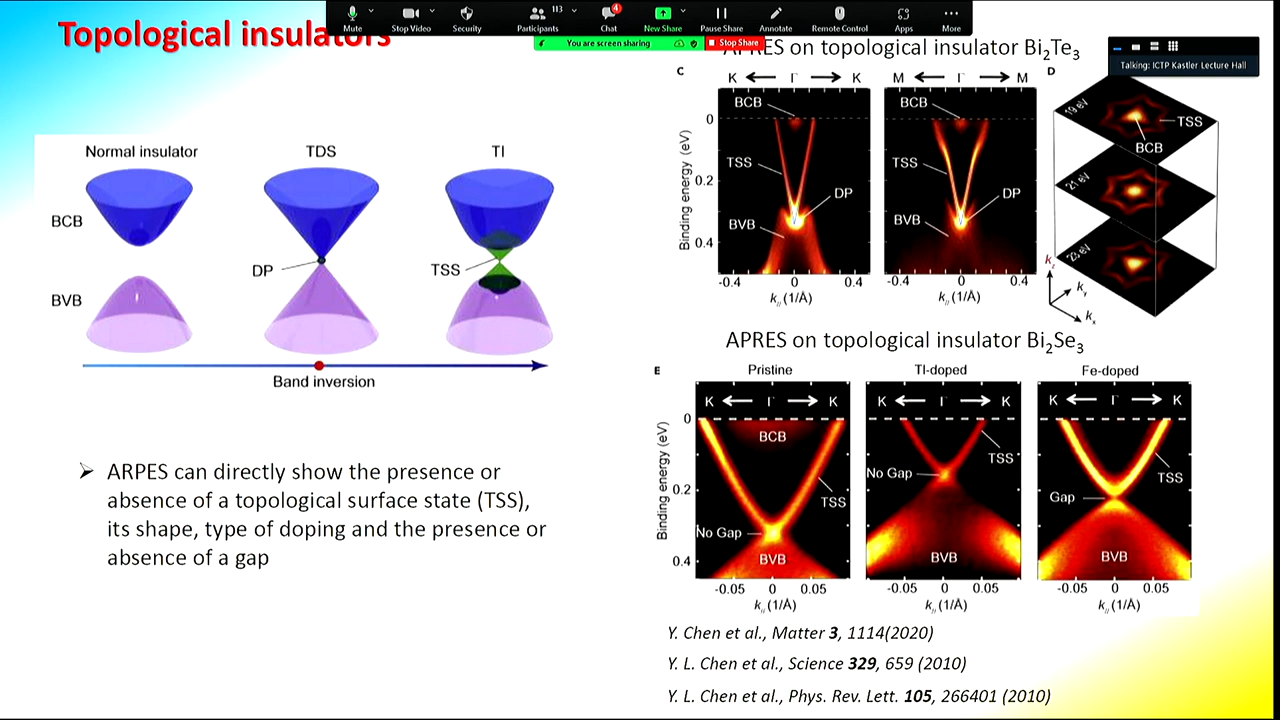 Mute
Stop Video
Security
113
Participants
4
Chat
New Share
Pause Share
Annotate
Remote Control
Apps
More
You are screen sharing
Stop Share
Talking: ICTP Kastler Lecture Hall
Topological insulators
Normal insulator
TDS
TI
BCB
DP
TSS
BVB
Band inversion
➢ ARPES can directly show the presence or
absence of a topological surface state (TSS),
its shape, type of doping and the presence or
absence of a gap
APRES on topological insulator Bi2Te3
C
K ← Γ → K
M ← Γ → M
D
BCB
BCB
TSS
TSS
DP
DP
BVB
BVB
Binding energy (eV)
0
0.2
0.4
-0.4 0 0.4
-0.4 0 0.4
k// (1/Å)
k// (1/Å)
19 eV
TSS
BCB
21 eV
23 eV
kz
ky
kx
APRES on topological insulator Bi2Se3
E
Pristine
Tl-doped
Fe-doped
K ← Γ → K
K ← Γ → K
K ← Γ → K
BCB
TSS
No Gap
BVB
No Gap
TSS
BVB
Gap
TSS
BVB
Binding energy (eV)
0
0.2
0.4
-0.05 0 0.05
-0.05 0 0.05
-0.05 0 0.05
k// (1/Å)
k// (1/Å)
k// (1/Å)
Y. Chen et al., Matter 3, 1114(2020)
Y. L. Chen et al., Science 329, 659 (2010)
Y. L. Chen et al., Phys. Rev. Lett. 105, 266401 (2010)